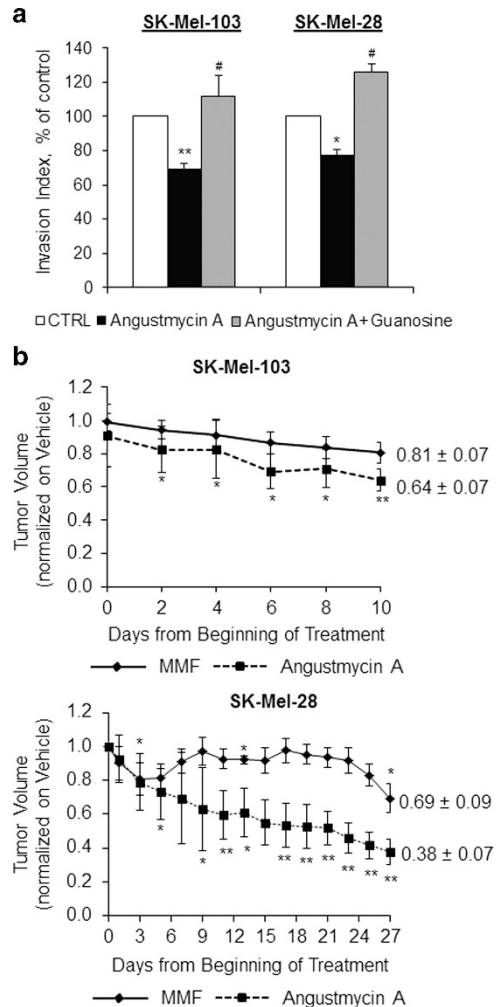 a
SK-Mel-103 SK-Mel-28
Invasion Index, % of control
140
120
100
80
60
40
20
0
** # * #
CTRL Angustmycin A Angustmycin A+Guanosine
b
SK-Mel-103
Tumor Volume
(normalized on Vehicle)
1.2
1.0
0.8
0.6
0.4
0.2
0.0
0.81 ± 0.07
0.64 ± 0.07
* * * * **
0 2 4 6 8 10
Days from Beginning of Treatment
MMF Angustmycin A
SK-Mel-28
Tumor Volume
(normalized on Vehicle)
1.2
1.0
0.8
0.6
0.4
0.2
0.0
* * *
0.69 ± 0.09
0.38 ± 0.07
* * ** * ** ** ** ** ** **
0 3 6 9 12 15 18 21 24 27
Days from Beginning of Treatment
MMF Angustmycin A